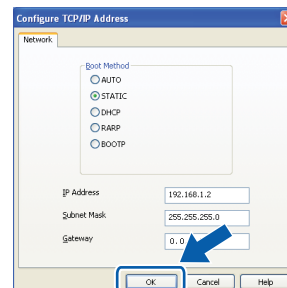 Configure TCP/IP Address
Network
Boot Method
AUTO
STATIC
DHCP
RARP
BOOTP
IP Address 192.168.1.2
Subnet Mask 255.255.255.0
Gateway 0.0
OK Cancel Help